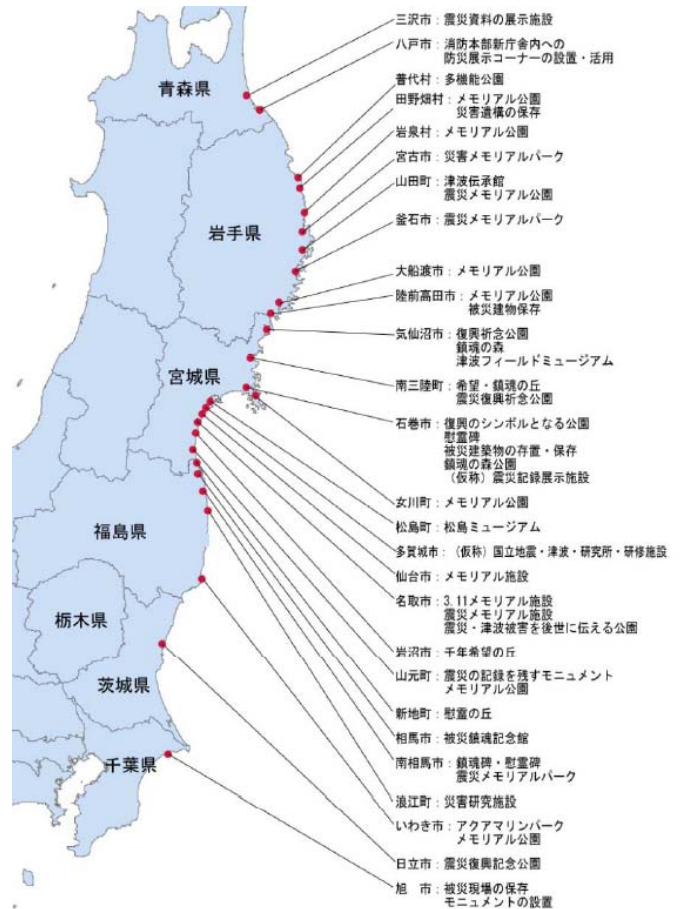 青森県
岩手県
宮城県
福島県
栃木県
茨城県
千葉県
三沢市：震災資料の展示施設
八戸市：消防本部新庁舎内への
防災展示コーナーの設置・活用
普代村：多機能公園
田野畑村：メモリアル公園
災害遺構の保存
岩泉村：メモリアル公園
宮古市：災害メモリアルパーク
山田町：津波伝承館
震災メモリアル公園
釜石市：震災メモリアルパーク
大船渡市：メモリアル公園
陸前高田市：メモリアル公園
被災建物保存
気仙沼市：復興祈念公園
鎮魂の森
津波フィールドミュージアム
南三陸町：希望・鎮魂の丘
震災復興祈念公園
石巻市：復興のシンボルとなる公園
慰霊碑
被災建築物の存置・保存
鎮魂の森公園
（仮称）震災記録展示施設
女川町：メモリアル公園
松島町：松島ミュージアム
多賀城市：（仮称）国立地震・津波・研究所・研修施設
仙台市：メモリアル施設
名取市：3.11メモリアル施設
震災メモリアル施設
震災・津波被害を後世に伝える公園
岩沼市：千年希望の丘
山元町：震災の記録を残すモニュメント
メモリアル公園
新地町：慰霊の丘
相馬市：被災鎮魂記念館
南相馬市：鎮魂碑・慰霊碑
震災メモリアルパーク
浪江町：災害研究施設
いわき市：アクアマリンパーク
メモリアル公園
日立市：震災復興記念公園
旭　市：被災現場の保存
モニュメントの設置